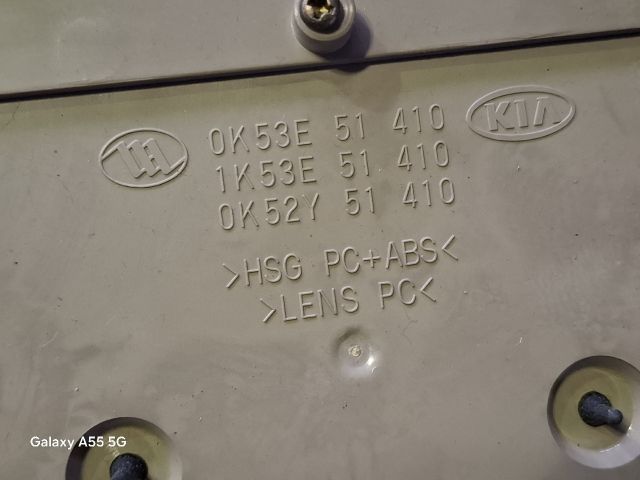 0K53E 51 410
KIA
1K53E 51 410
0K52Y 51 410
>HSG PC+ABS<
>LENS PC<
Galaxy A55 5G